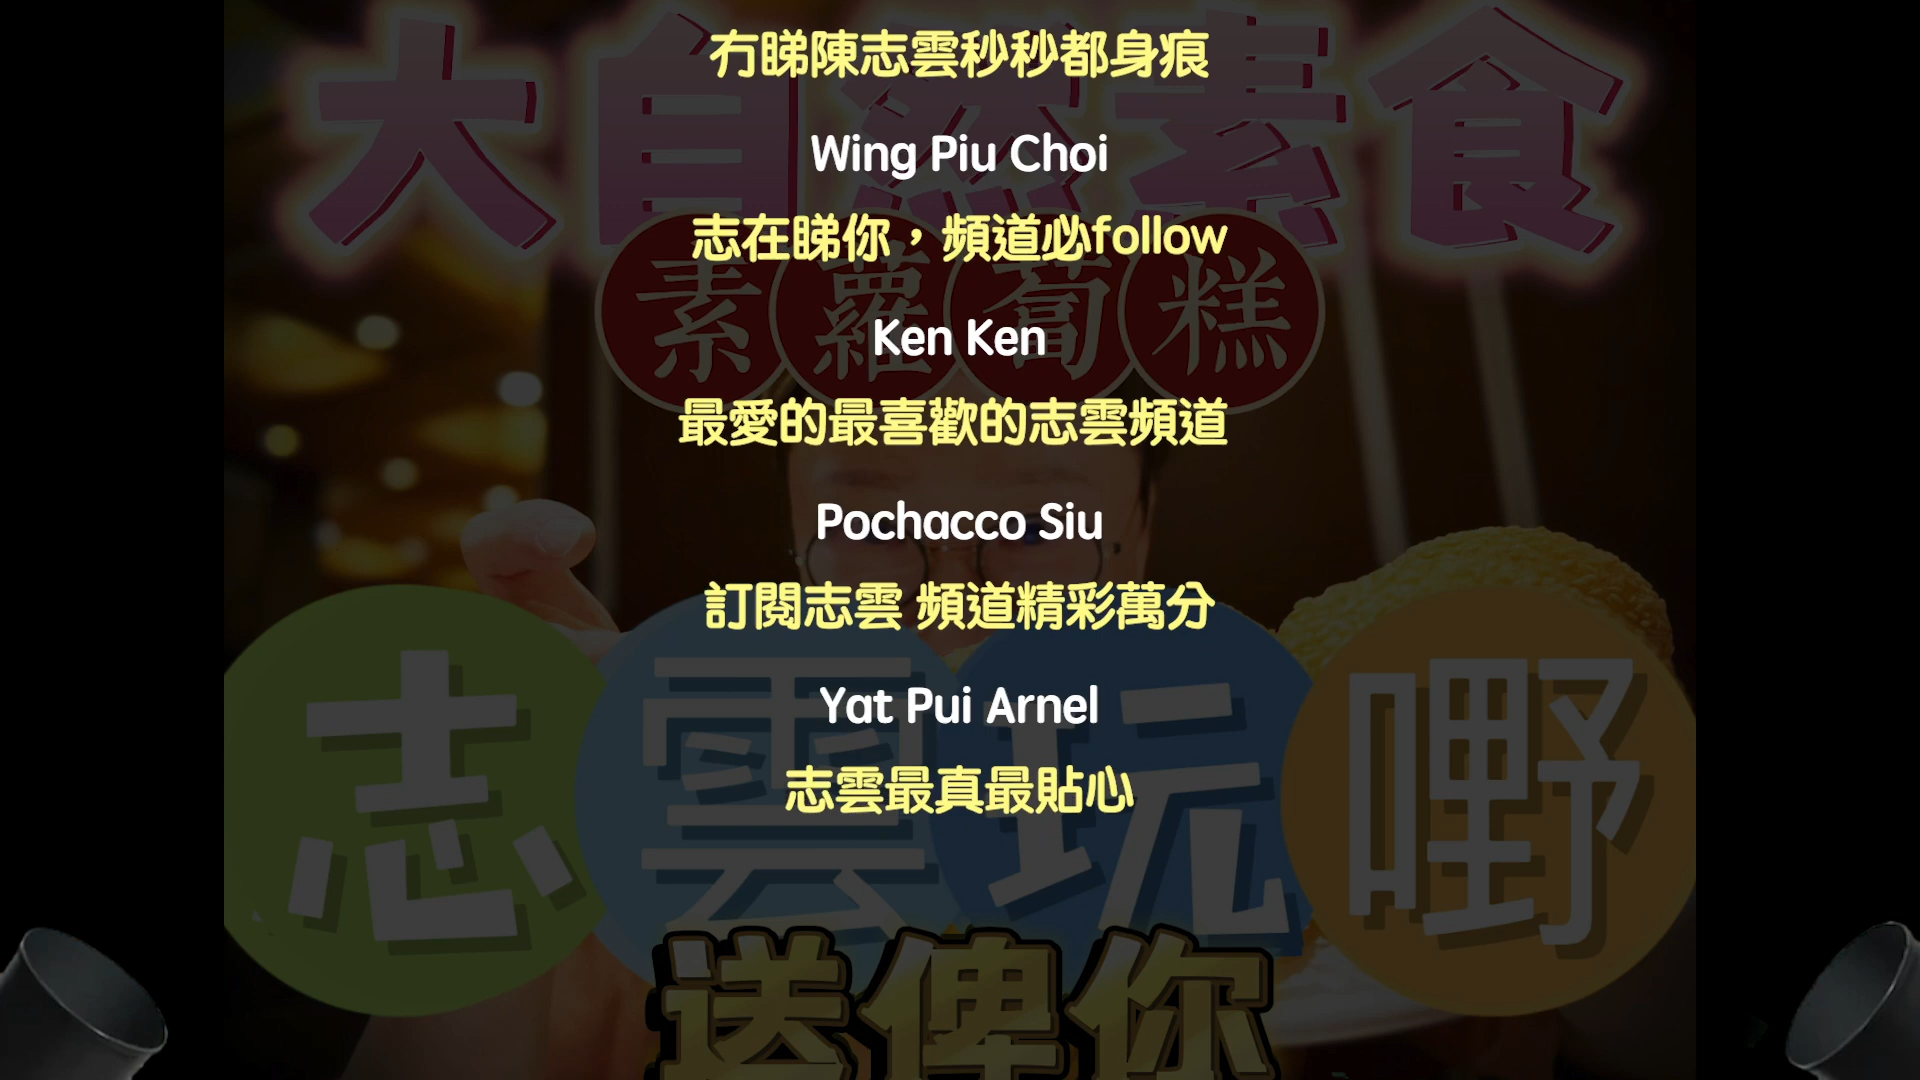 冇睇陳志雲秒秒都身痕
大自然素食
Wing Piu Choi
志在睇你，頻道必follow
素蘿蔔糕
Ken Ken
最愛的最喜歡的志雲頻道
Pochacco Siu
訂閱志雲 頻道精彩萬分
Yat Pui Arnel
志雲最真最貼心
志雲玩嘢
送俾你